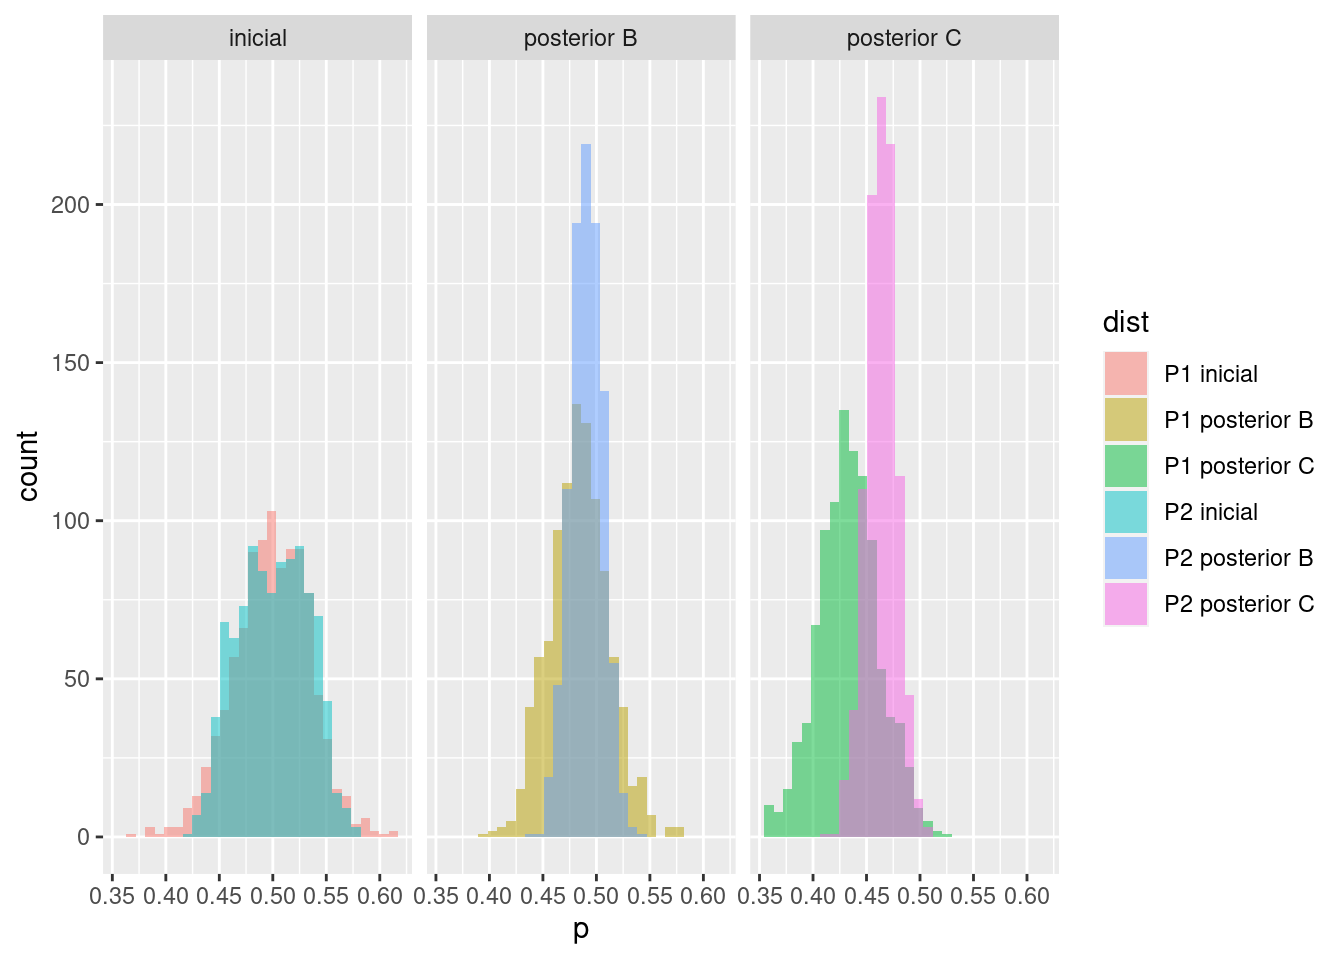 inicial
posterior B
posterior C
200
150
100
50
0
count
0.35 0.40 0.45 0.50 0.55 0.60
0.35 0.40 0.45 0.50 0.55 0.60
0.35 0.40 0.45 0.50 0.55 0.60
p
dist
P1 inicial
P1 posterior B
P1 posterior C
P2 inicial
P2 posterior B
P2 posterior C